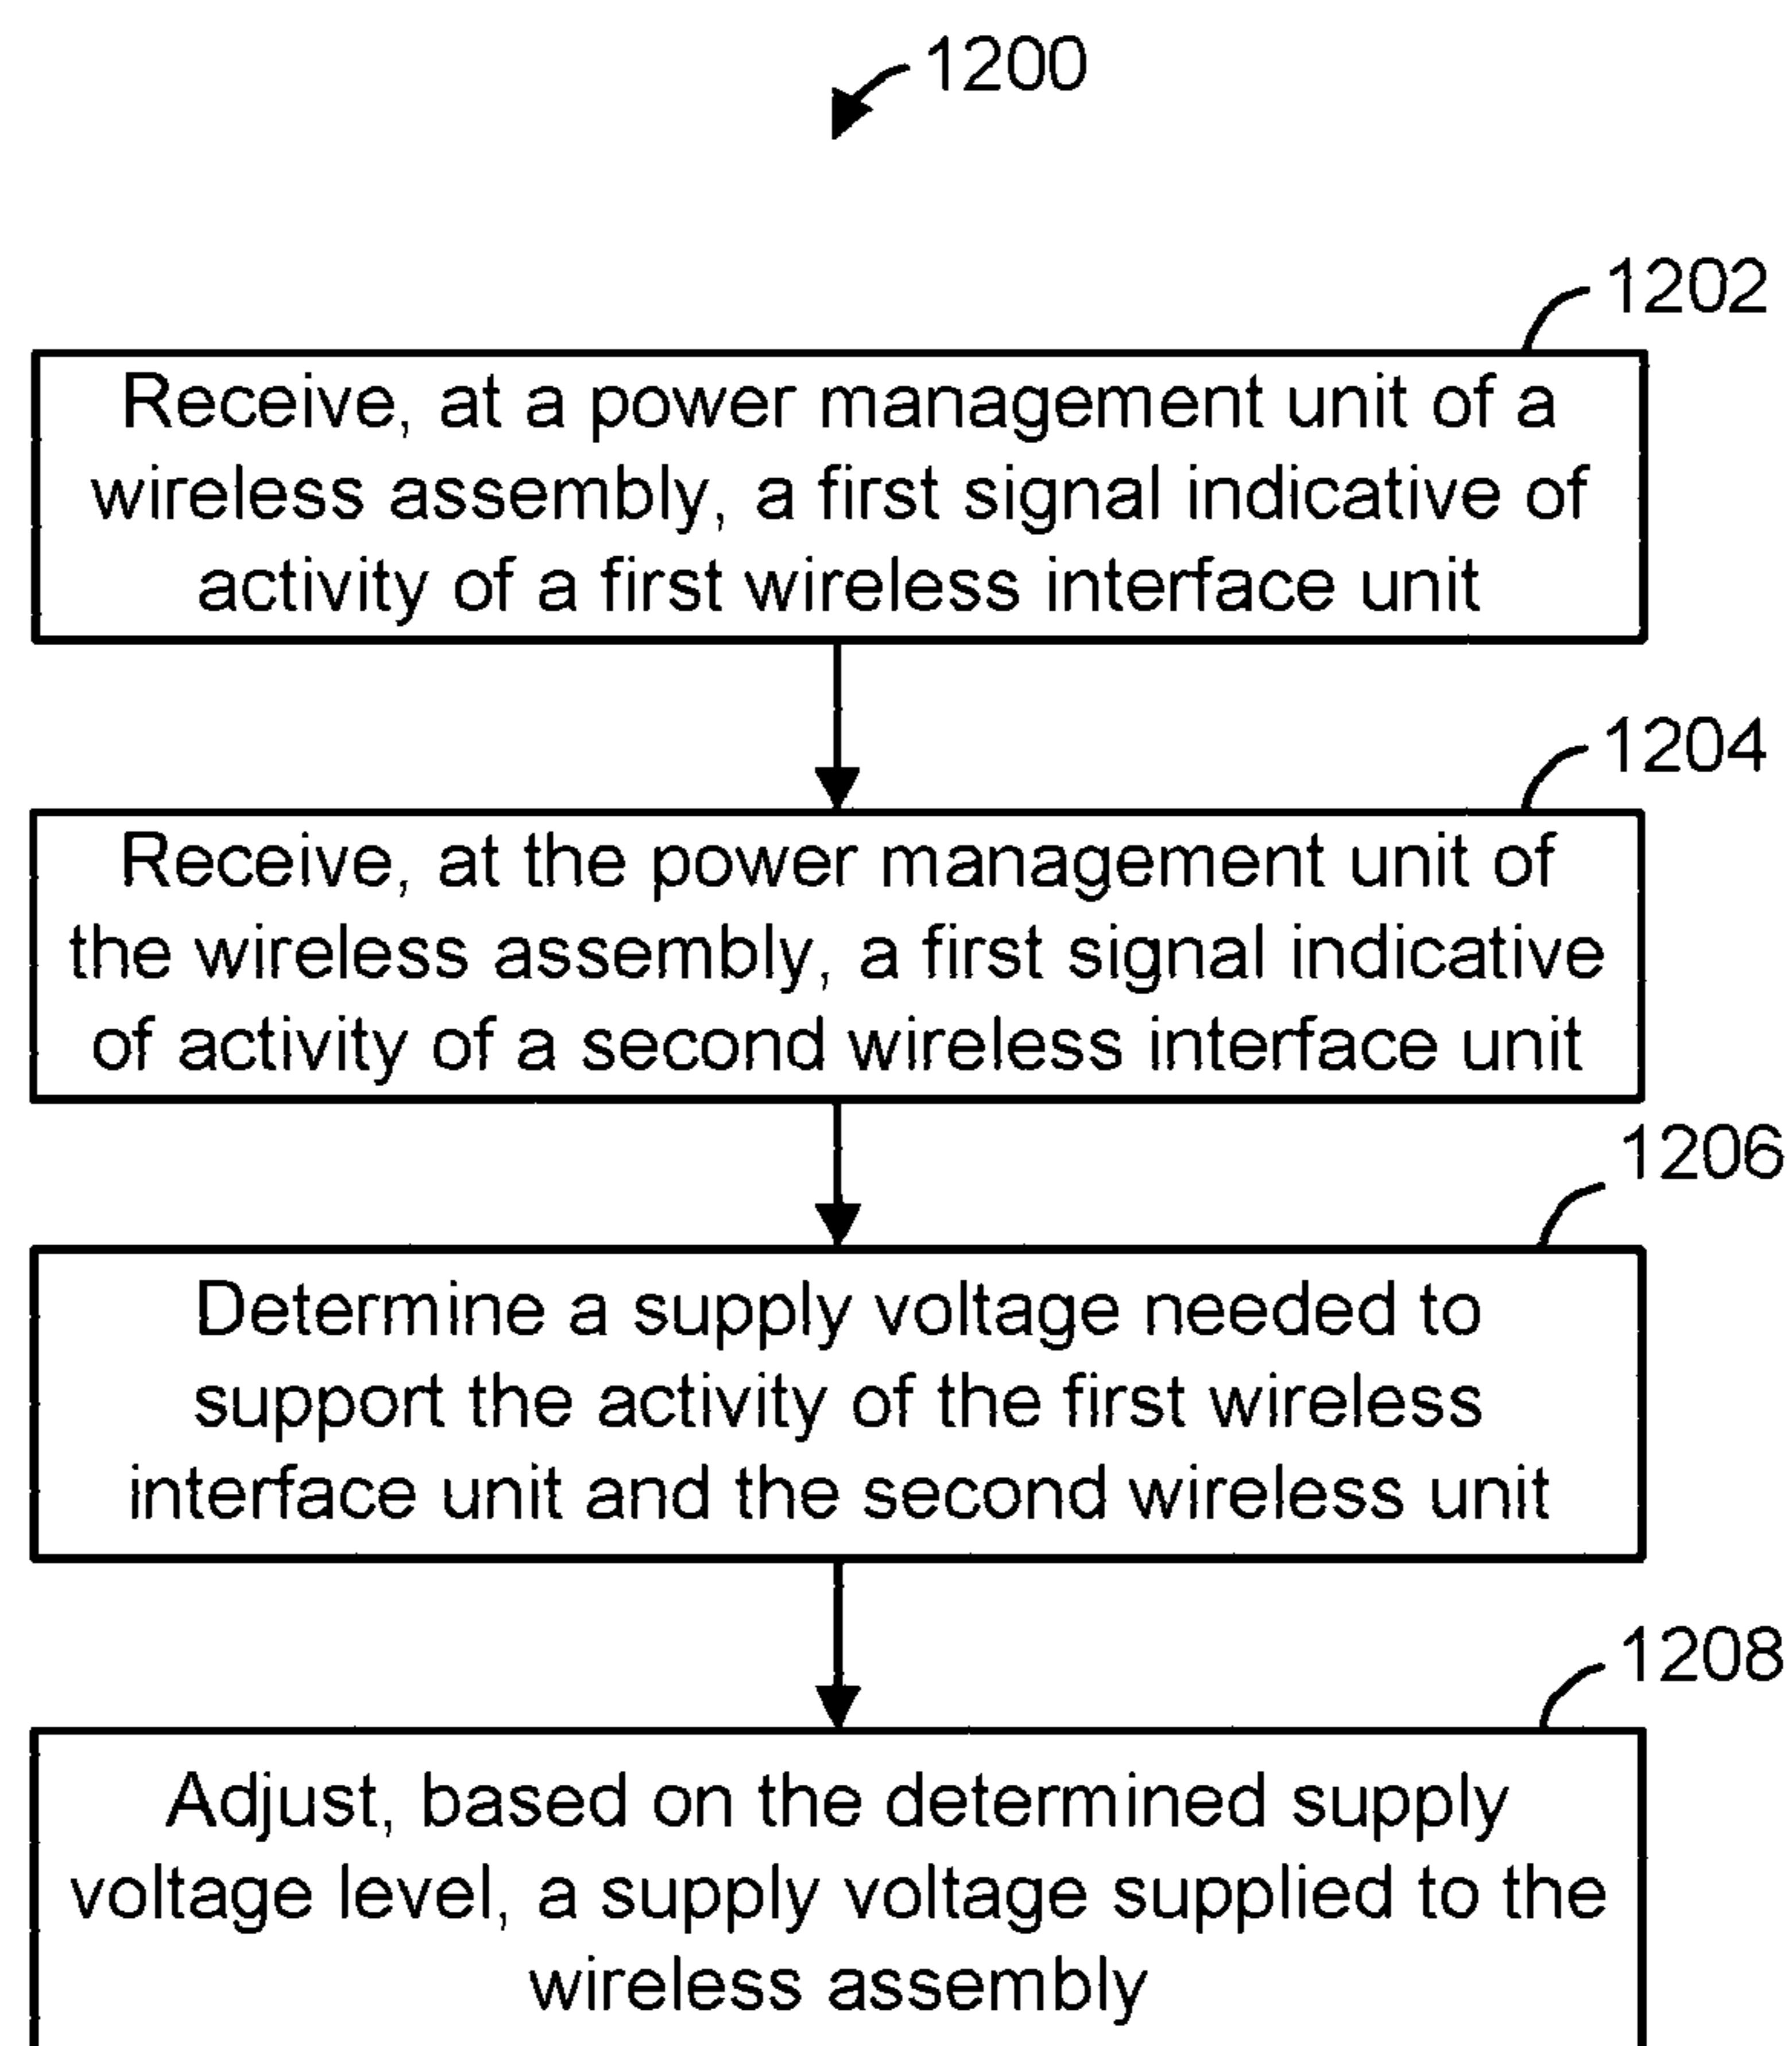 1200
1202
Receive, at a power management unit of a
wireless assembly, a first signal indicative of
activity of a first wireless interface unit
1204
Receive, at the power management unit of
the wireless assembly, a first signal indicative
of activity of a second wireless interface unit
1206
Determine a supply voltage needed to
support the activity of the first wireless
interface unit and the second wireless unit
1208
Adjust, based on the determined supply
voltage level, a supply voltage supplied to the
wireless assembly